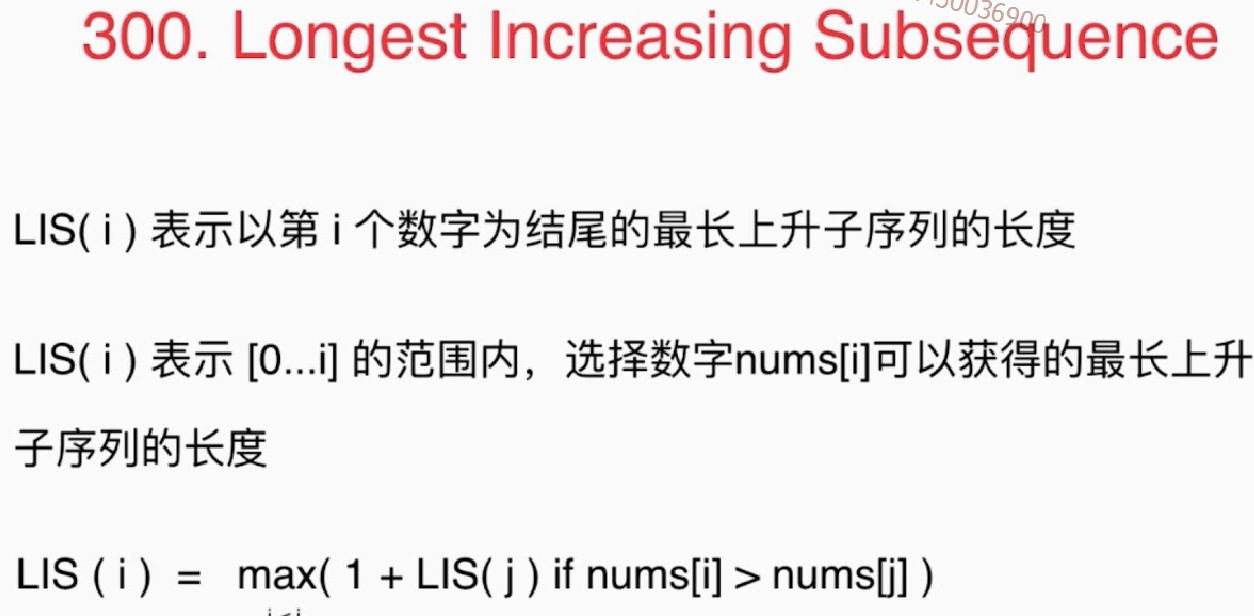 300. Longest Increasing Subsequence
LIS( i ) 表示以第 i 个数字为结尾的最长上升子序列的长度
LIS( i ) 表示 [0...i] 的范围内，选择数字nums[i]可以获得的最长上升
子序列的长度
LIS ( i ) = max( 1 + LIS( j ) if nums[i] > nums[j] )